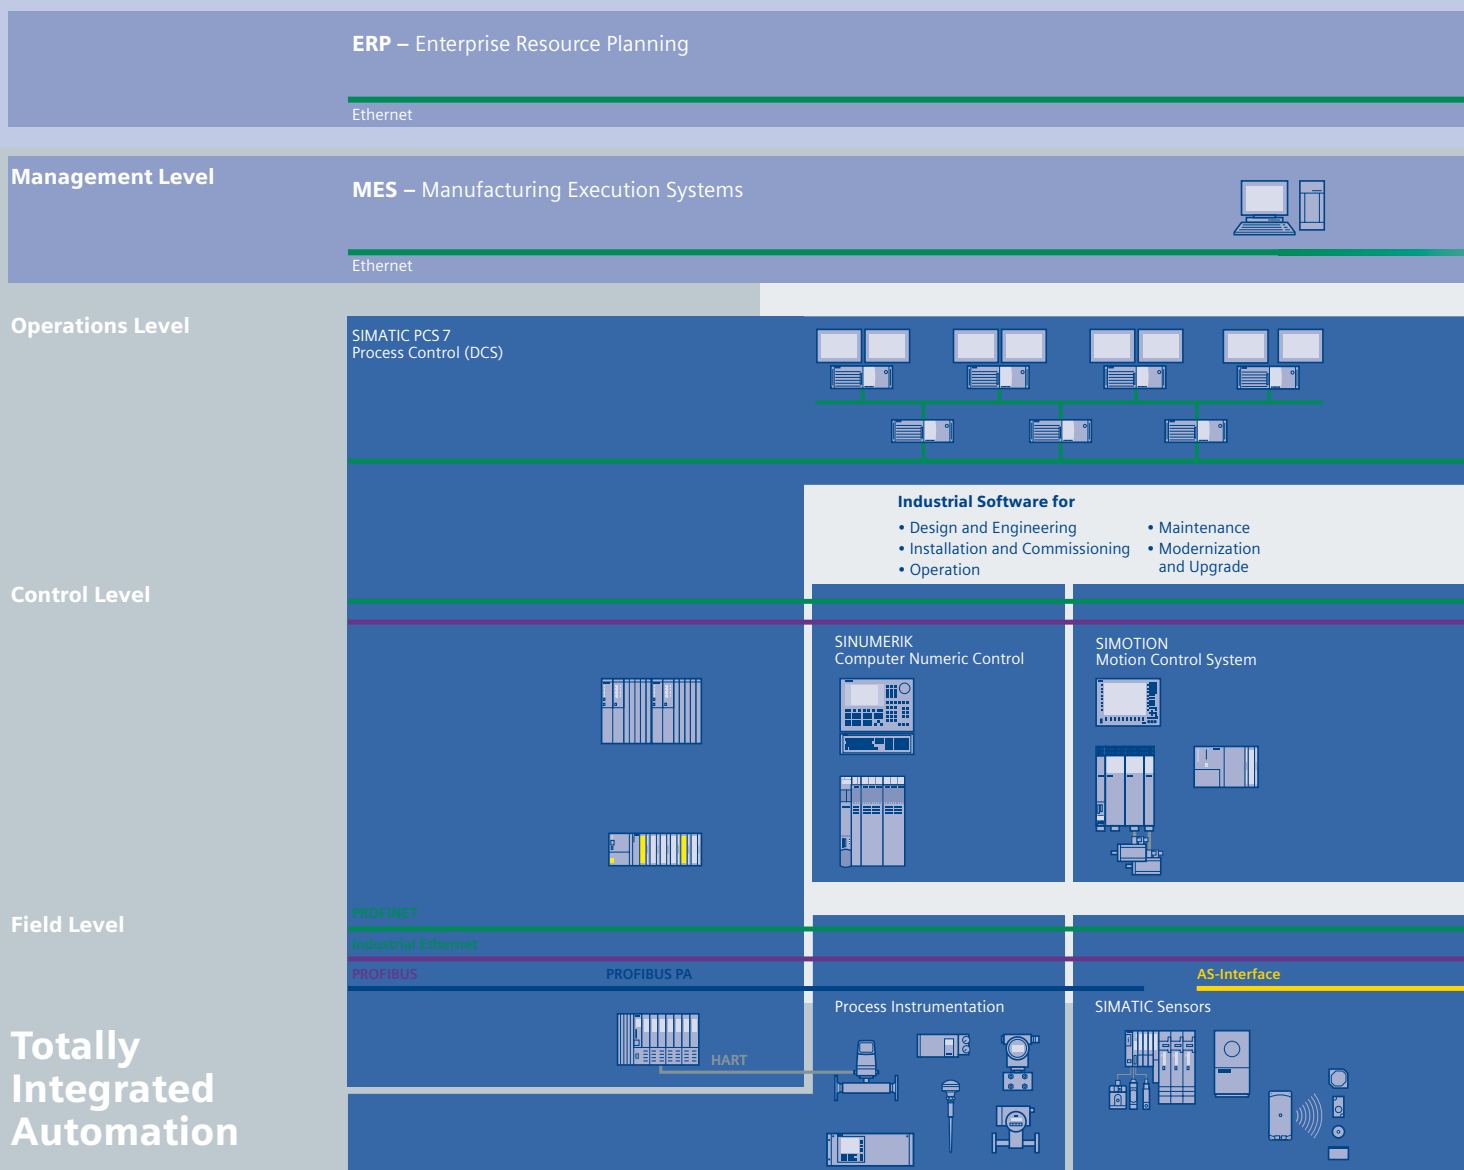 ERP – Enterprise Resource Planning
Ethernet
Management Level
MES – Manufacturing Execution Systems
Ethernet
Operations Level
SIMATIC PCS 7
Process Control (DCS)
Industrial Software for
• Design and Engineering
• Installation and Commissioning
• Operation
• Maintenance
• Modernization
and Upgrade
Control Level
SINUMERIK
Computer Numeric Control
SIMOTION
Motion Control System
Field Level
PROFINET
Industrial Ethernet
PROFIBUS
PROFIBUS PA
AS-Interface
Process Instrumentation
SIMATIC Sensors
HART
Totally
Integrated
Automation